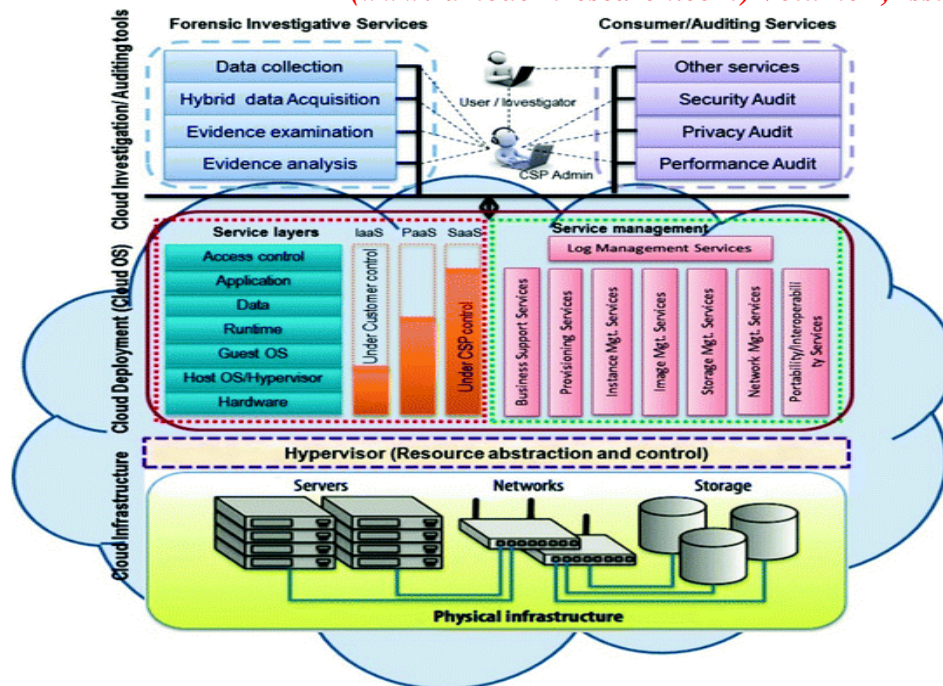 Forensic Investigative Services
Consumer/Auditing Services
Cloud Investigation/ Auditing tools
Data collection
Hybrid data Acquisition
Evidence examination
Evidence analysis
User / Investigator
CSP Admin
Other services
Security Audit
Privacy Audit
Performance Audit
Cloud Deployment (Cloud OS)
Service layers
IaaS
PaaS
SaaS
Access control
Application
Data
Runtime
Guest OS
Host OS/Hypervisor
Hardware
Under Customer control
Under CSP control
Service management
Log Management Services
Business Support Services
Provisioning Services
Instance Mgt. Services
Image Mgt. Services
Storage Mgt. Services
Network Mgt. Services
Portability/Interoperabili
ty Services
Cloud Infrastructure
Hypervisor (Resource abstraction and control)
Servers
Networks
Storage
Physical infrastructure